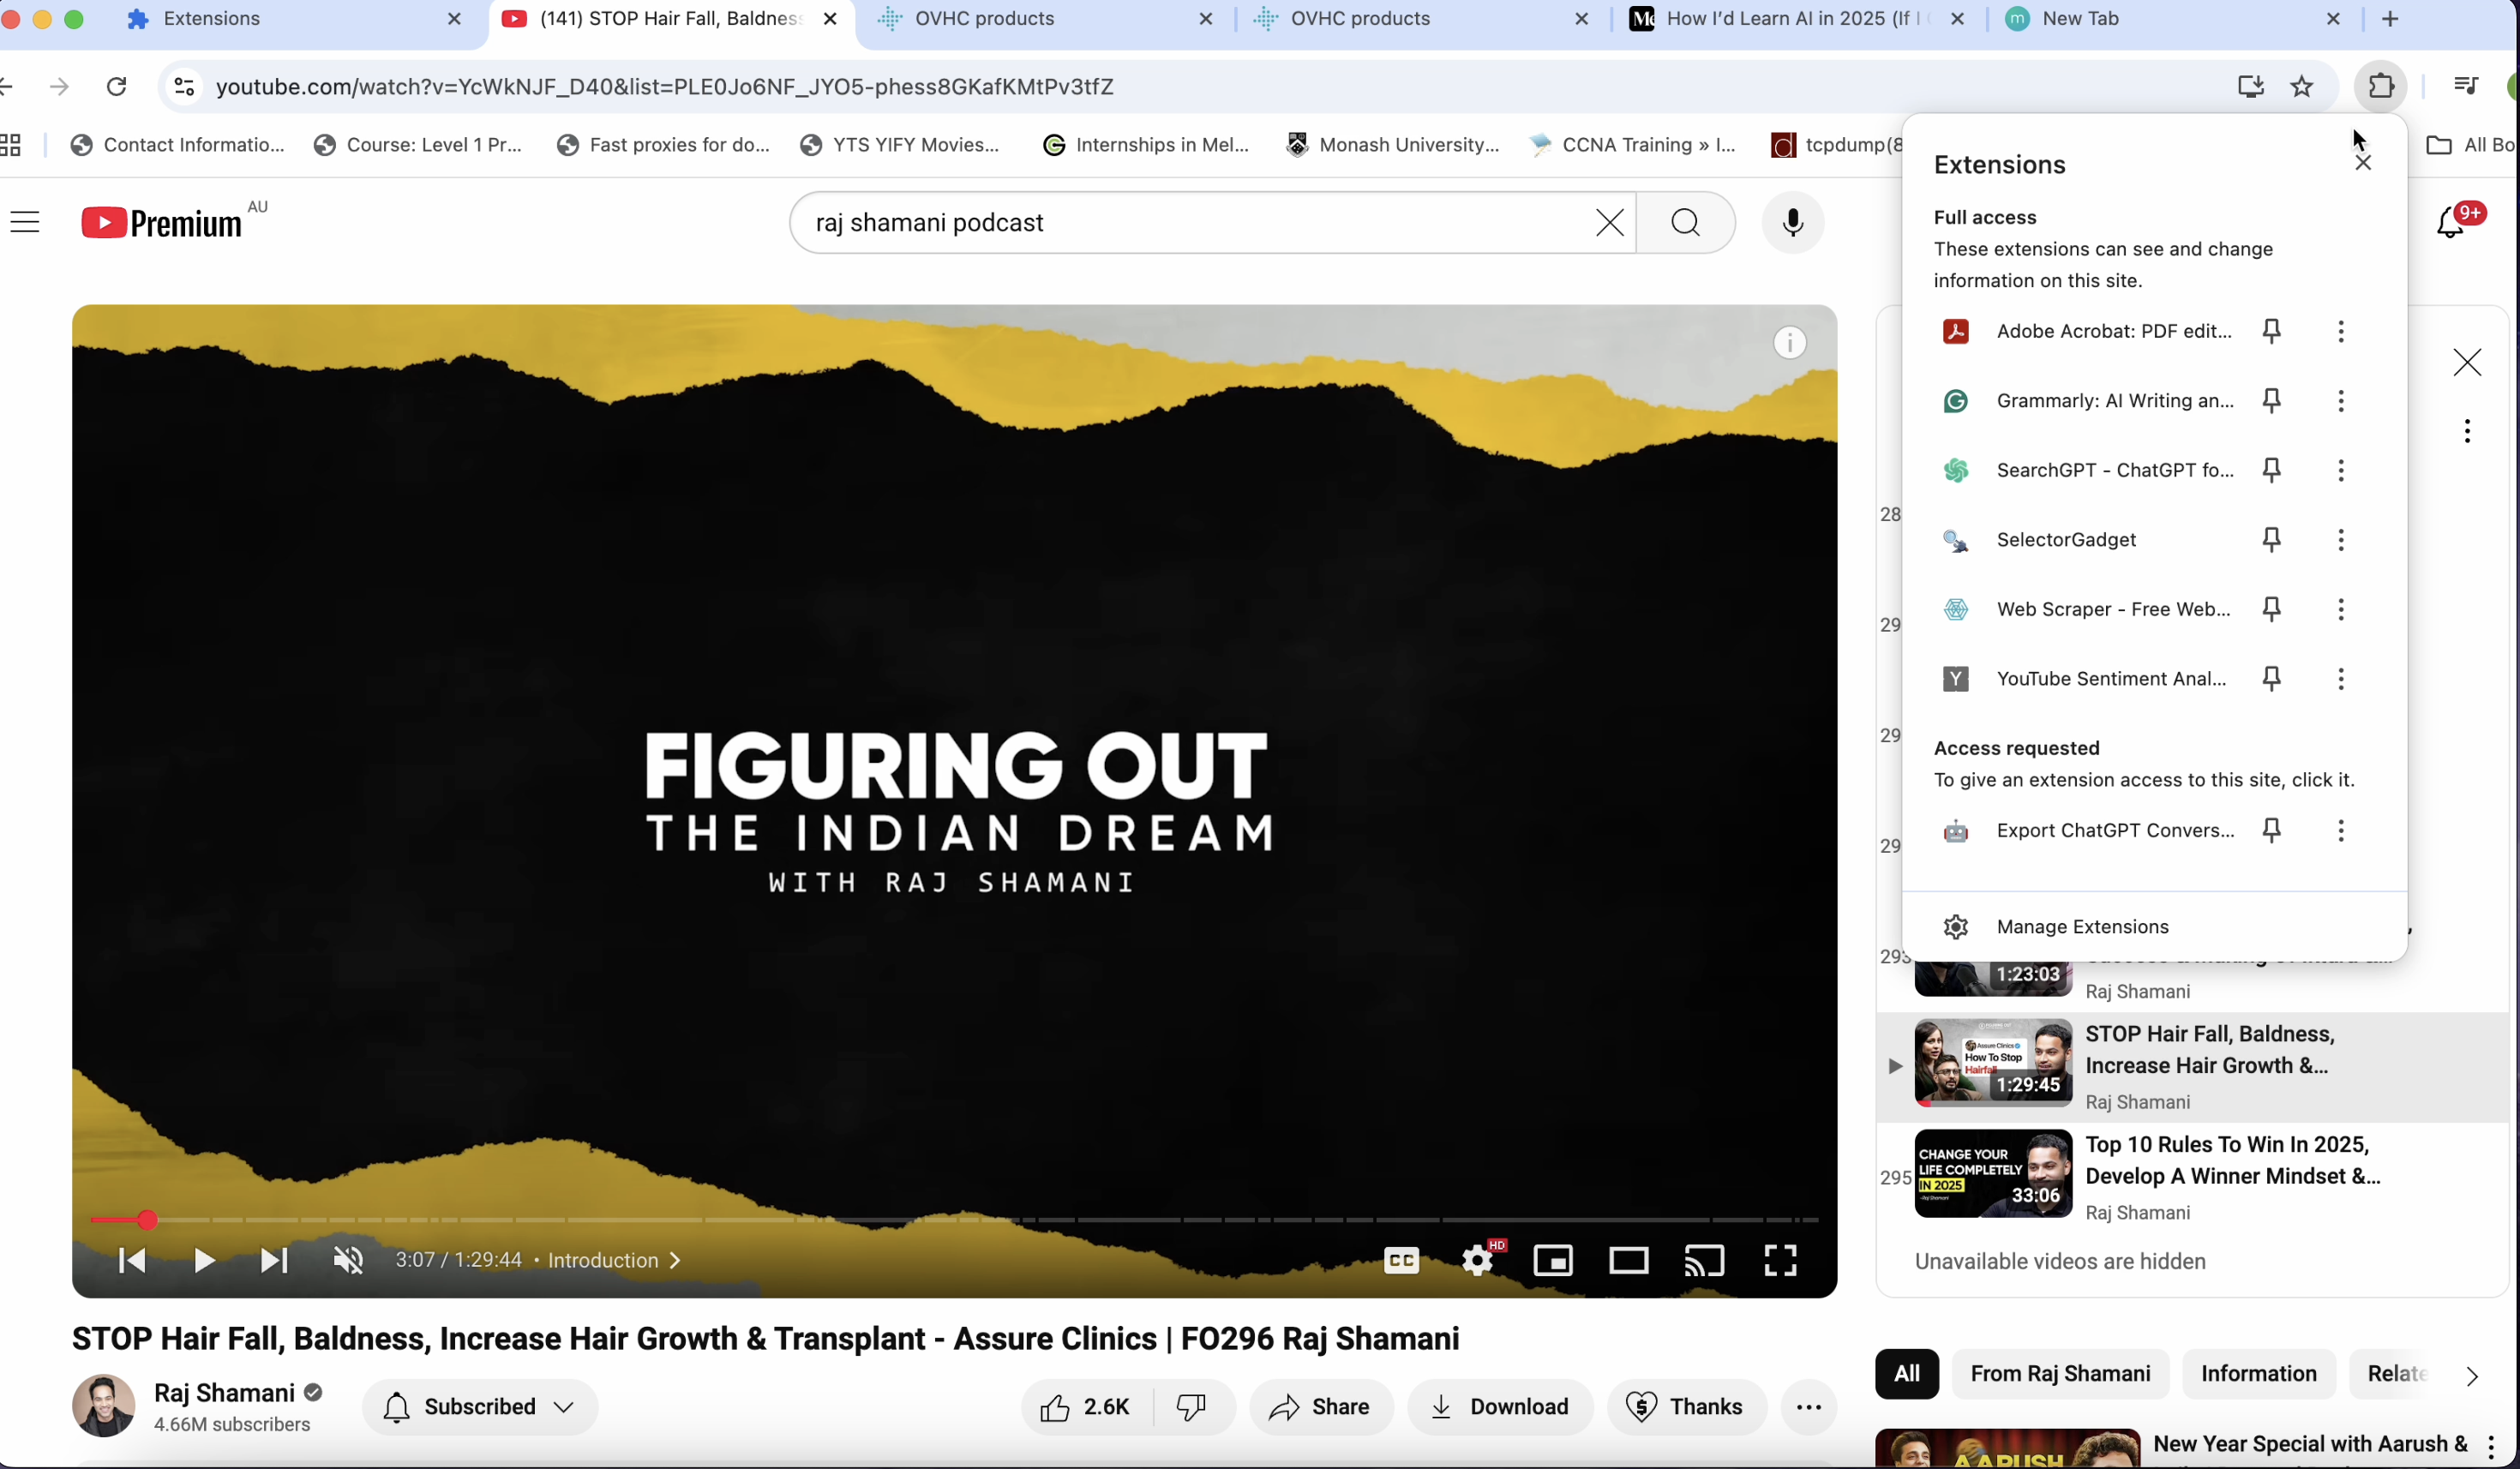 Extensions
(141) STOP Hair Fall, Baldness
OVHC products
OVHC products
How I'd Learn AI in 2025 (If I
New Tab
youtube.com/watch?v=YcWkNJF_D40&list=PLE0Jo6NF_JYO5-phess8GKafKMtPv3tfZ
Contact Informatio...
Course: Level 1 Pr...
Fast proxies for do...
YTS YIFY Movies...
Internships in Mel...
Monash University...
CCNA Training » I...
tcpdump(8
All Bo
Premium
AU
raj shamani podcast
9+
Extensions
Full access
These extensions can see and change
information on this site.
Adobe Acrobat: PDF edit...
Grammarly: AI Writing an...
SearchGPT - ChatGPT fo...
SelectorGadget
Web Scraper - Free Web...
YouTube Sentiment Anal...
Access requested
To give an extension access to this site, click it.
Export ChatGPT Convers...
Manage Extensions
FIGURING OUT
THE INDIAN DREAM
WITH RAJ SHAMANI
3:07 / 1:29:44 • Introduction
CC
HD
28
29
29
29
293
1:23:03
Raj Shamani
How To Stop
Hairfall
1:29:45
STOP Hair Fall, Baldness,
Increase Hair Growth &...
Raj Shamani
295
CHANGE YOUR
LIFE COMPLETELY
IN 2025
33:06
Top 10 Rules To Win In 2025,
Develop A Winner Mindset &...
Raj Shamani
Unavailable videos are hidden
STOP Hair Fall, Baldness, Increase Hair Growth & Transplant - Assure Clinics | FO296 Raj Shamani
Raj Shamani
4.66M subscribers
Subscribed
2.6K
Share
Download
Thanks
All
From Raj Shamani
Information
Relate
AARUSH
New Year Special with Aarush &